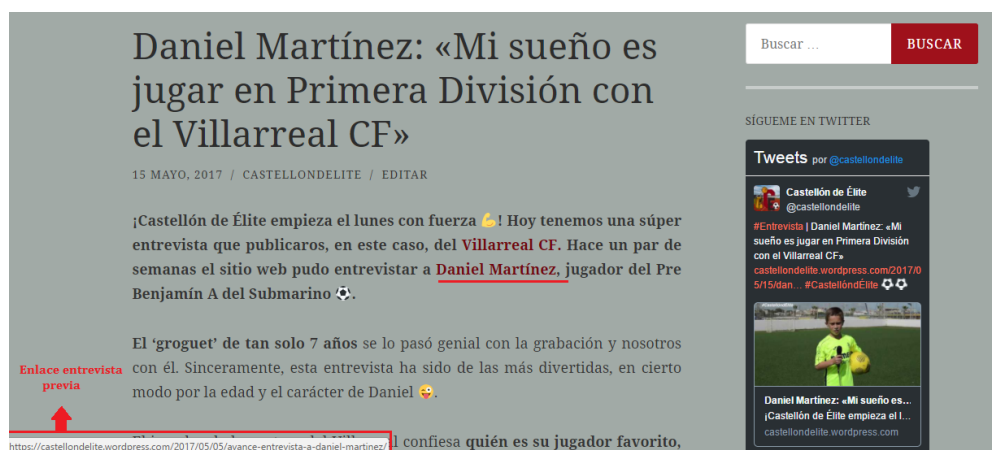 Daniel Martínez: «Mi sueño es
jugar en Primera División con
el Villarreal CF»
15 MAYO, 2017 / CASTELLONDELITE / EDITAR
¡Castellón de Élite empieza el lunes con fuerza 💪! Hoy tenemos una súper
entrevista que publicaros, en este caso, del Villarreal CF. Hace un par de
semanas el sitio web pudo entrevistar a Daniel Martínez, jugador del Pre
Benjamín A del Submarino ⚽.
El ‘groguet’ de tan solo 7 años se lo pasó genial con la grabación y nosotros
con él. Sinceramente, esta entrevista ha sido de las más divertidas, en cierto
modo por la edad y el carácter de Daniel 😜.
confiesa quién es su jugador favorito,
Enlace entrevista
previa
https://castellondelite.wordpress.com/2017/05/05/avance-entrevista-a-daniel-martinez/
Buscar ...
BUSCAR
SÍGUEME EN TWITTER
Tweets por @castellondelite
Castellón de Élite
@castellondelite
#Entrevista | Daniel Martínez: «Mi
sueño es jugar en Primera División
con el Villarreal CF»
castellondelite.wordpress.com/2017/0
5/15/dan... #CastellóndÉlite ⚽⚽
Daniel Martínez: «Mi sueño es...
¡Castellón de Élite empieza el l...
castellondelite.wordpress.com